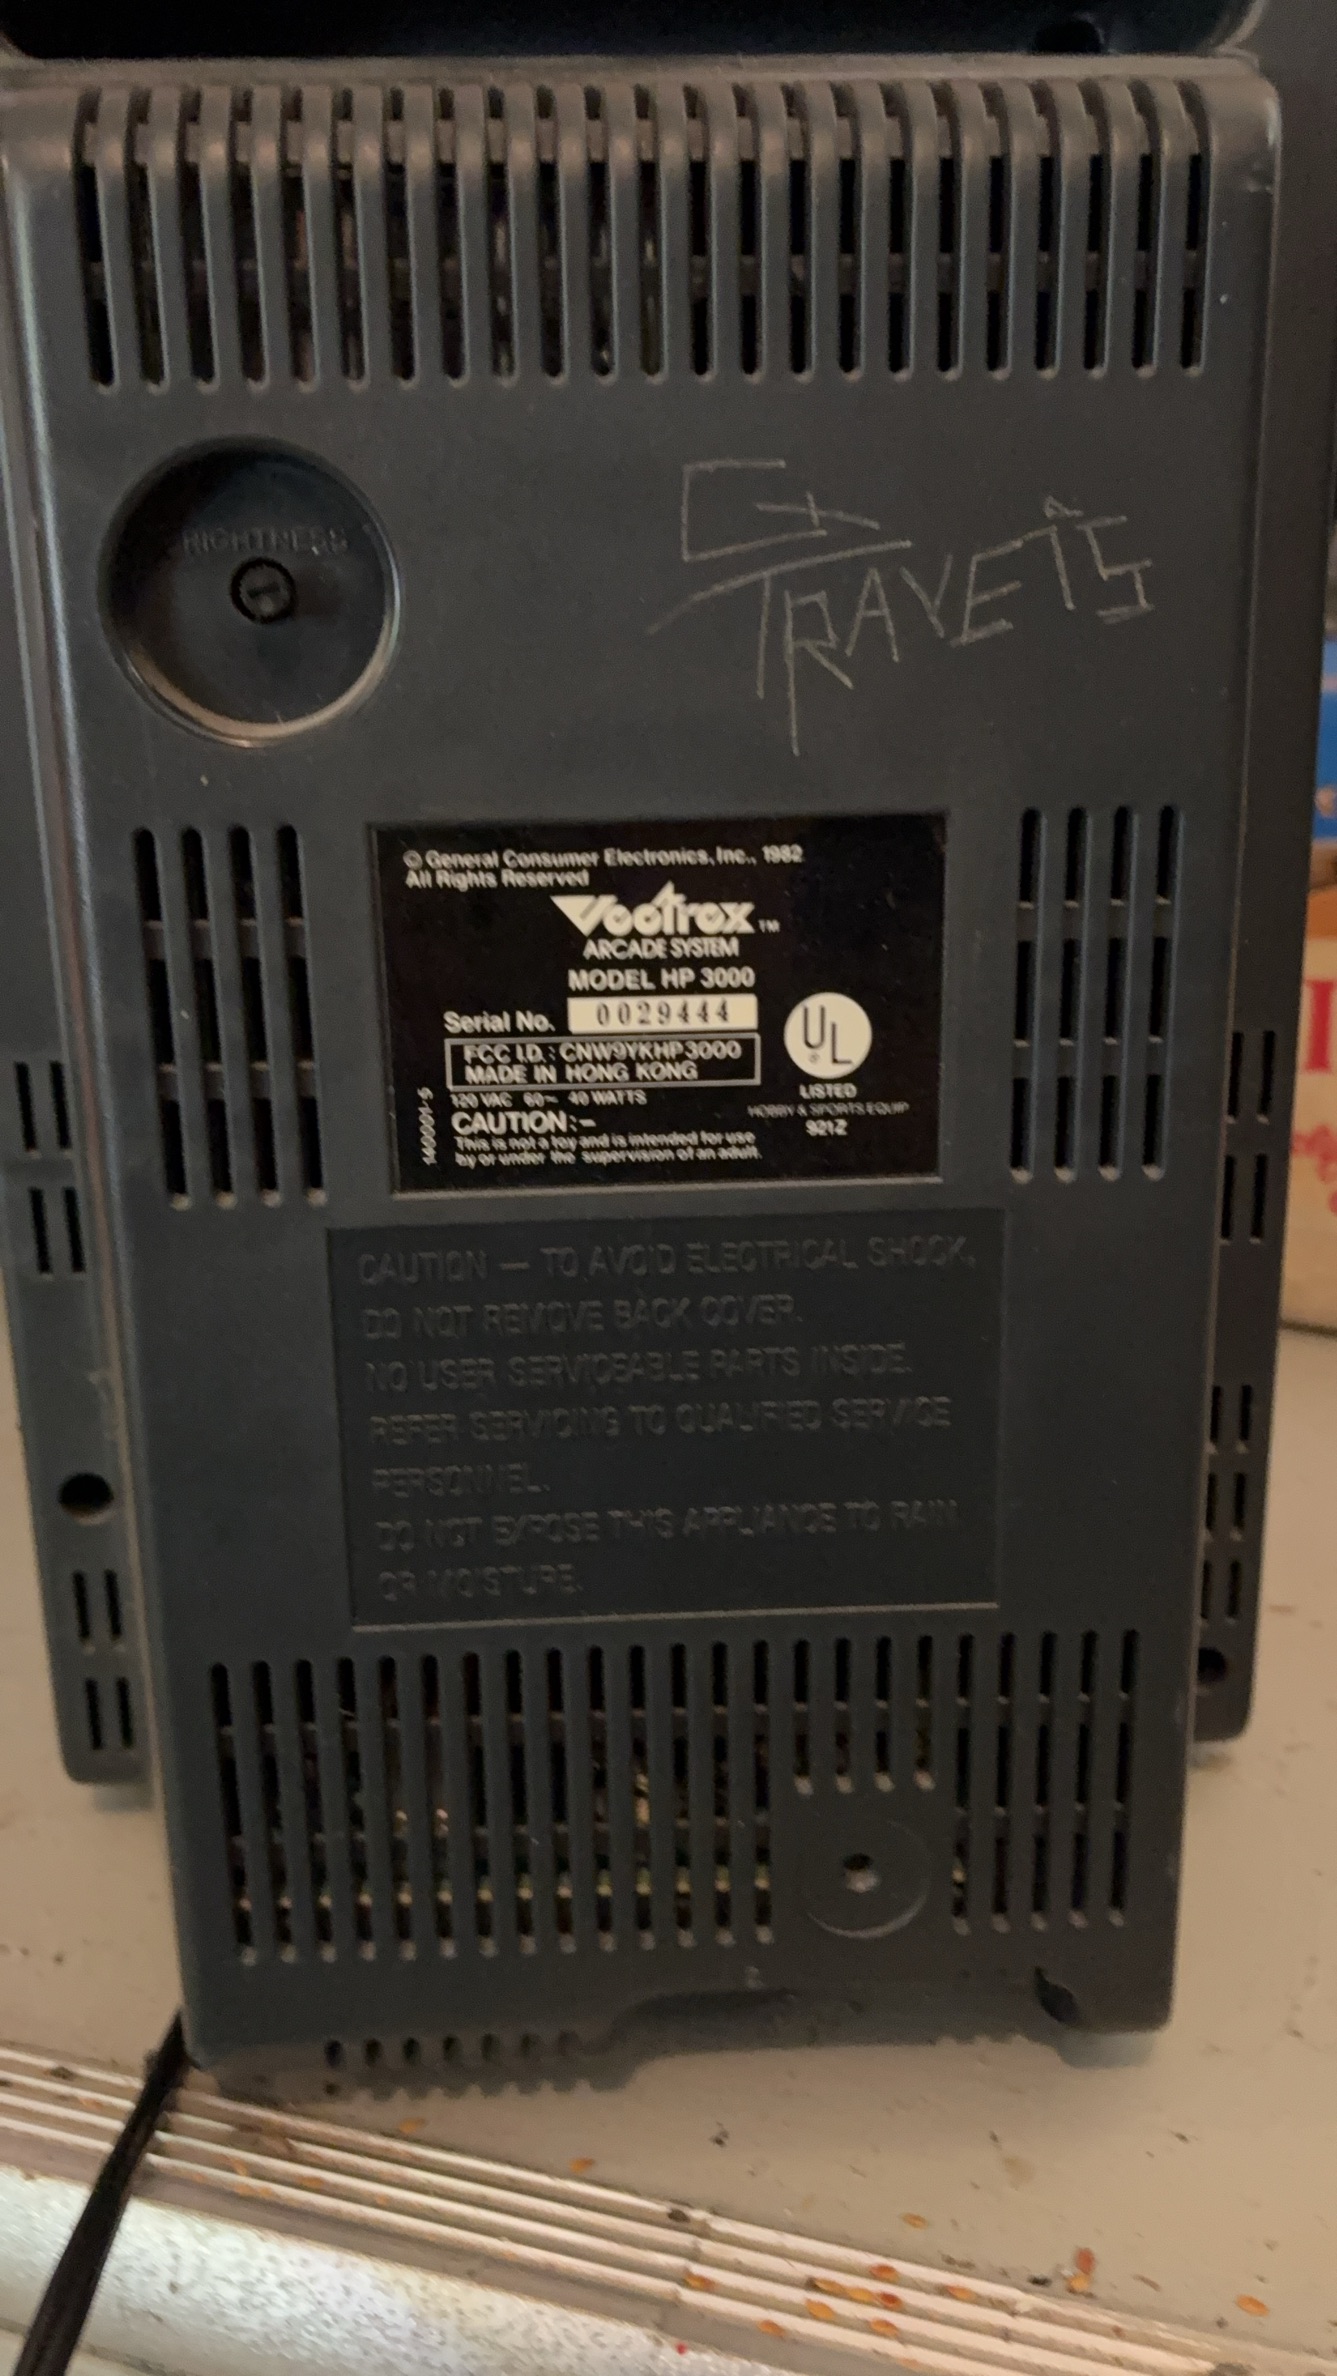 BRIGHTNESS
© General Consumer Electronics, Inc., 1982
All Rights Reserved
Vectrex ™
ARCADE SYSTEM
MODEL HP 3000
Serial No. 0029444
FCC I.D.: CNW9YKHP3000
MADE IN HONG KONG
120 VAC 60~ 40 WATTS
CAUTION:-
This is not a toy and is intended for use
by or under the supervision of an adult.
140001-5
UL
®
LISTED
HOBBY & SPORTS EQUIP
921Z
CAUTION — TO AVOID ELECTRICAL SHOCK,
DO NOT REMOVE BACK COVER.
NO USER SERVICEABLE PARTS INSIDE.
REFER SERVICING TO QUALIFIED SERVICE
PERSONNEL.
DO NOT EXPOSE THIS APPLIANCE TO RAIN
OR MOISTURE.